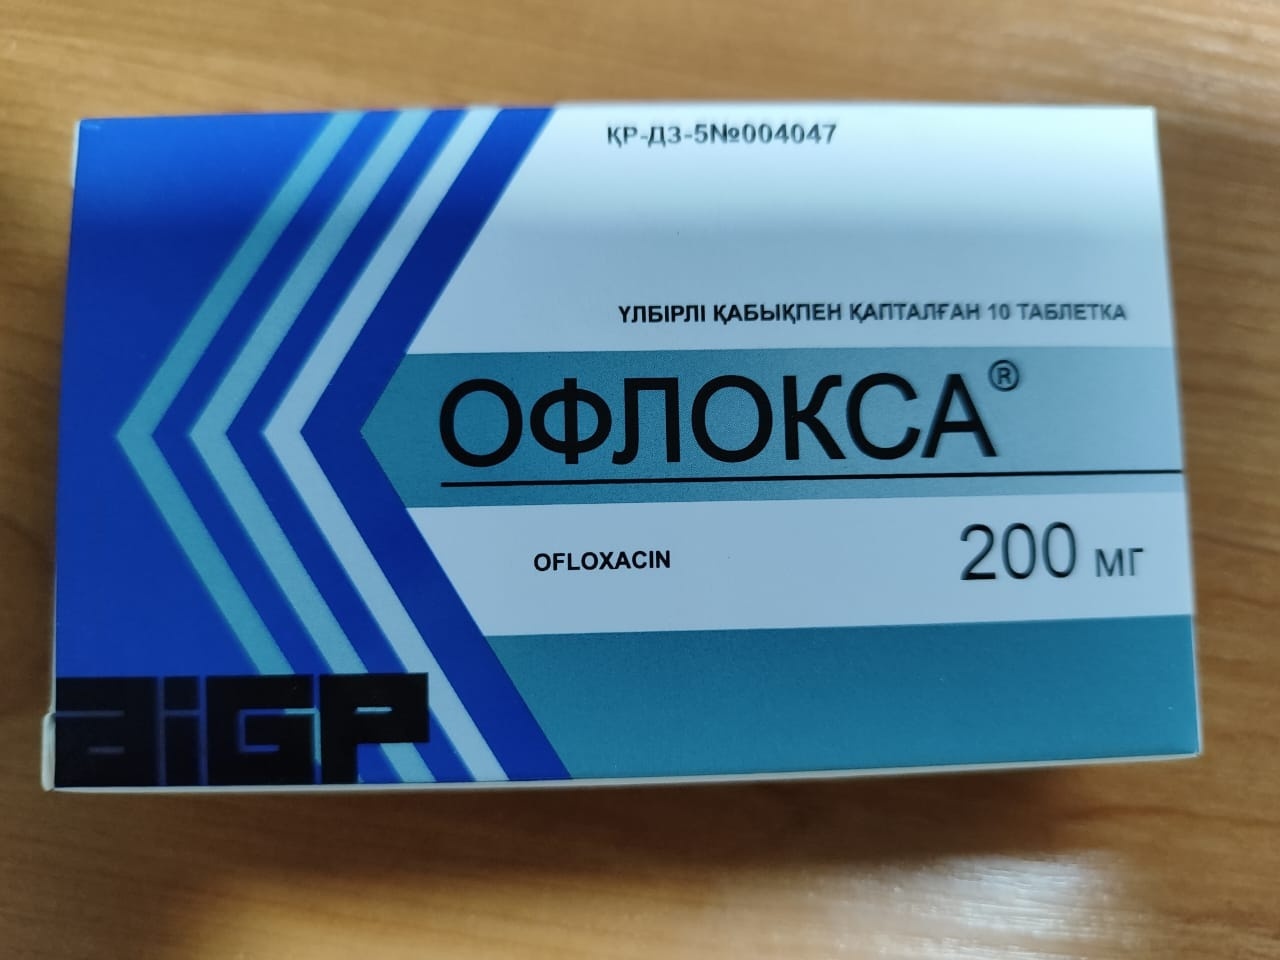 ҚР-ДЗ-5№004047
ҮЛБІРЛІ ҚАБЫҚПЕН ҚАПТАЛҒАН 10 ТАБЛЕТКА
ОФЛОКСА®
OFLOXACIN
200 мг
aiGP